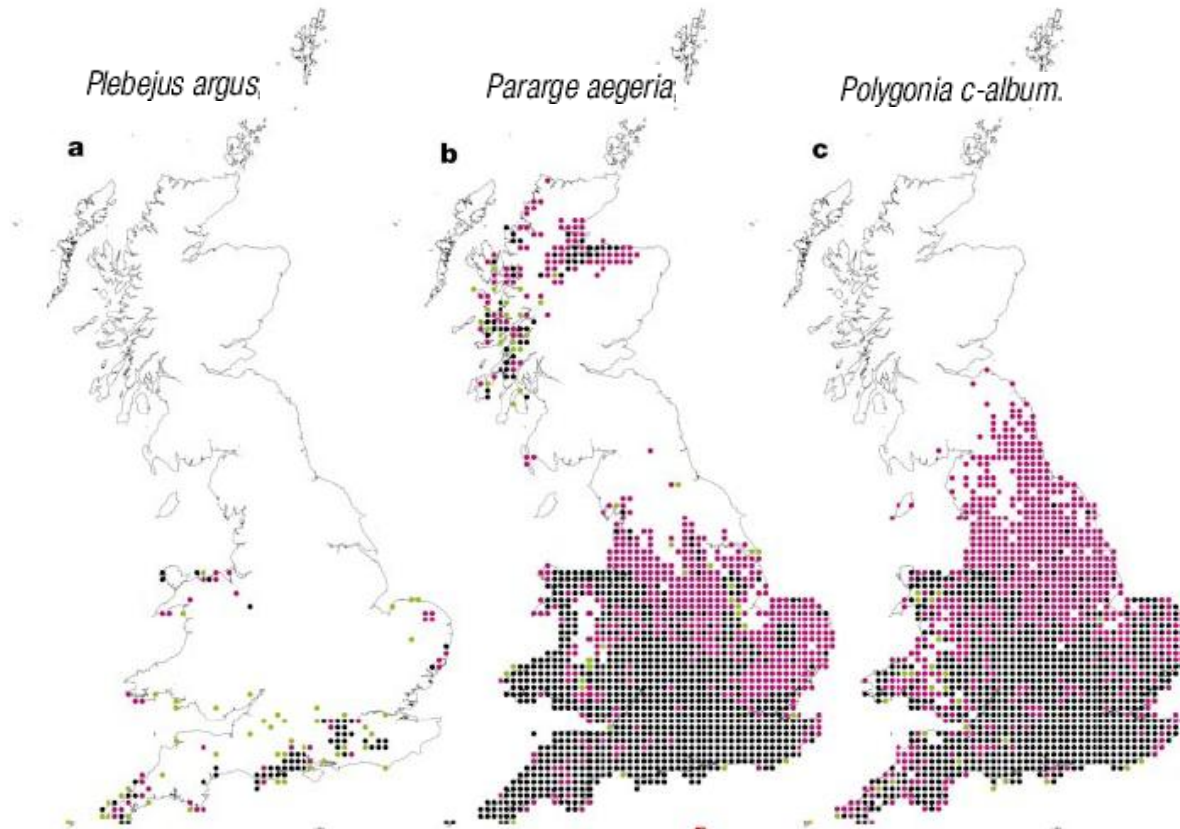 Plebejus argus,
Pararge aegeria,
Polygonia c-album.
a
b
c